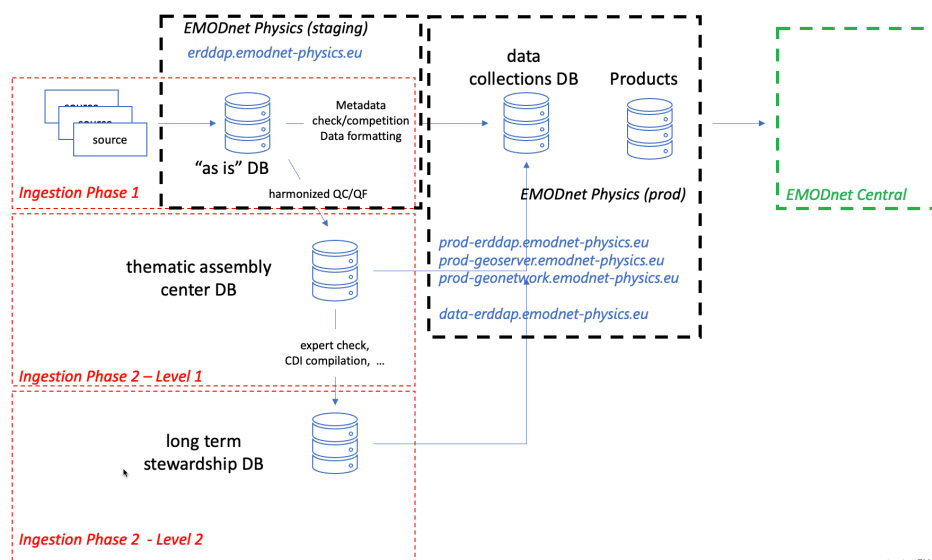 EMODnet Physics (staging)
erddap.emodnet-physics.eu
source
“as is” DB
Metadata
check/competition
Data formatting
harmonized QC/QF
Ingestion Phase 1
data
collections DB
Products
EMODnet Physics (prod)
prod-erddap.emodnet-physics.eu
prod-geoserver.emodnet-physics.eu
prod-geonetwork.emodnet-physics.eu
data-erddap.emodnet-physics.eu
EMODnet Central
thematic assembly
center DB
expert check,
CDI compilation, ...
Ingestion Phase 2 – Level 1
long term
stewardship DB
Ingestion Phase 2 - Level 2